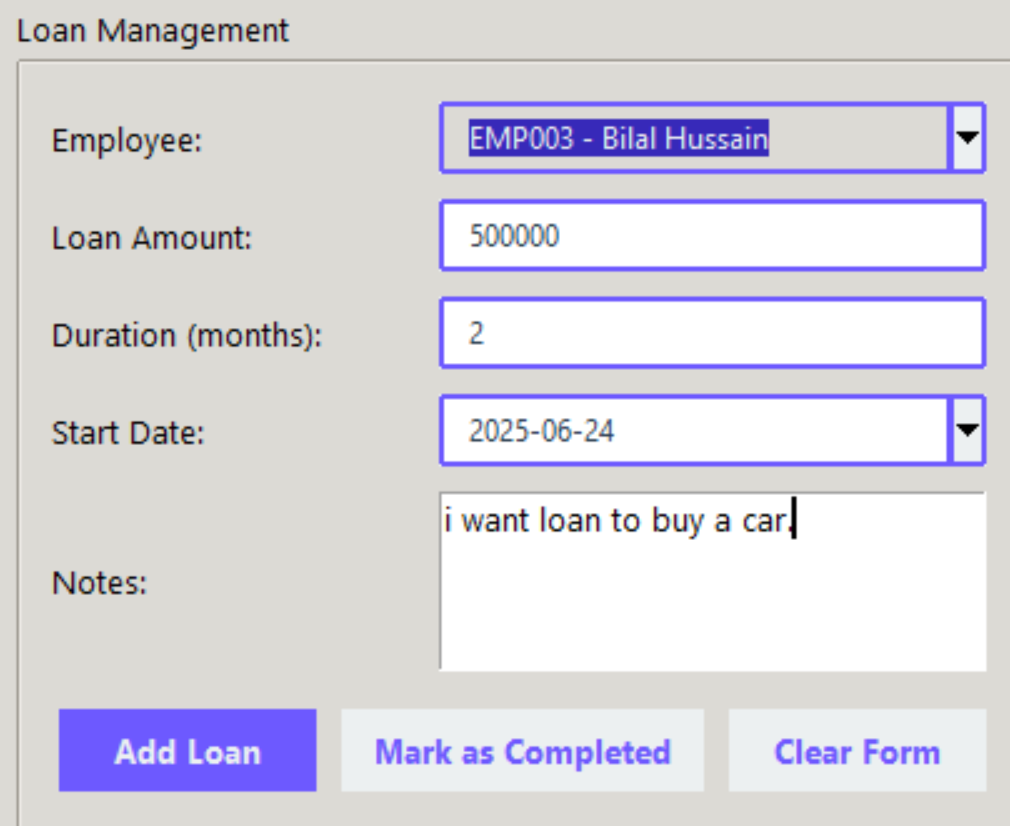 Loan Management
Employee: EMP003 - Bilal Hussain
Loan Amount: 500000
Duration (months): 2
Start Date: 2025-06-24
i want loan to buy a car.
Notes:
Add Loan Mark as Completed Clear Form